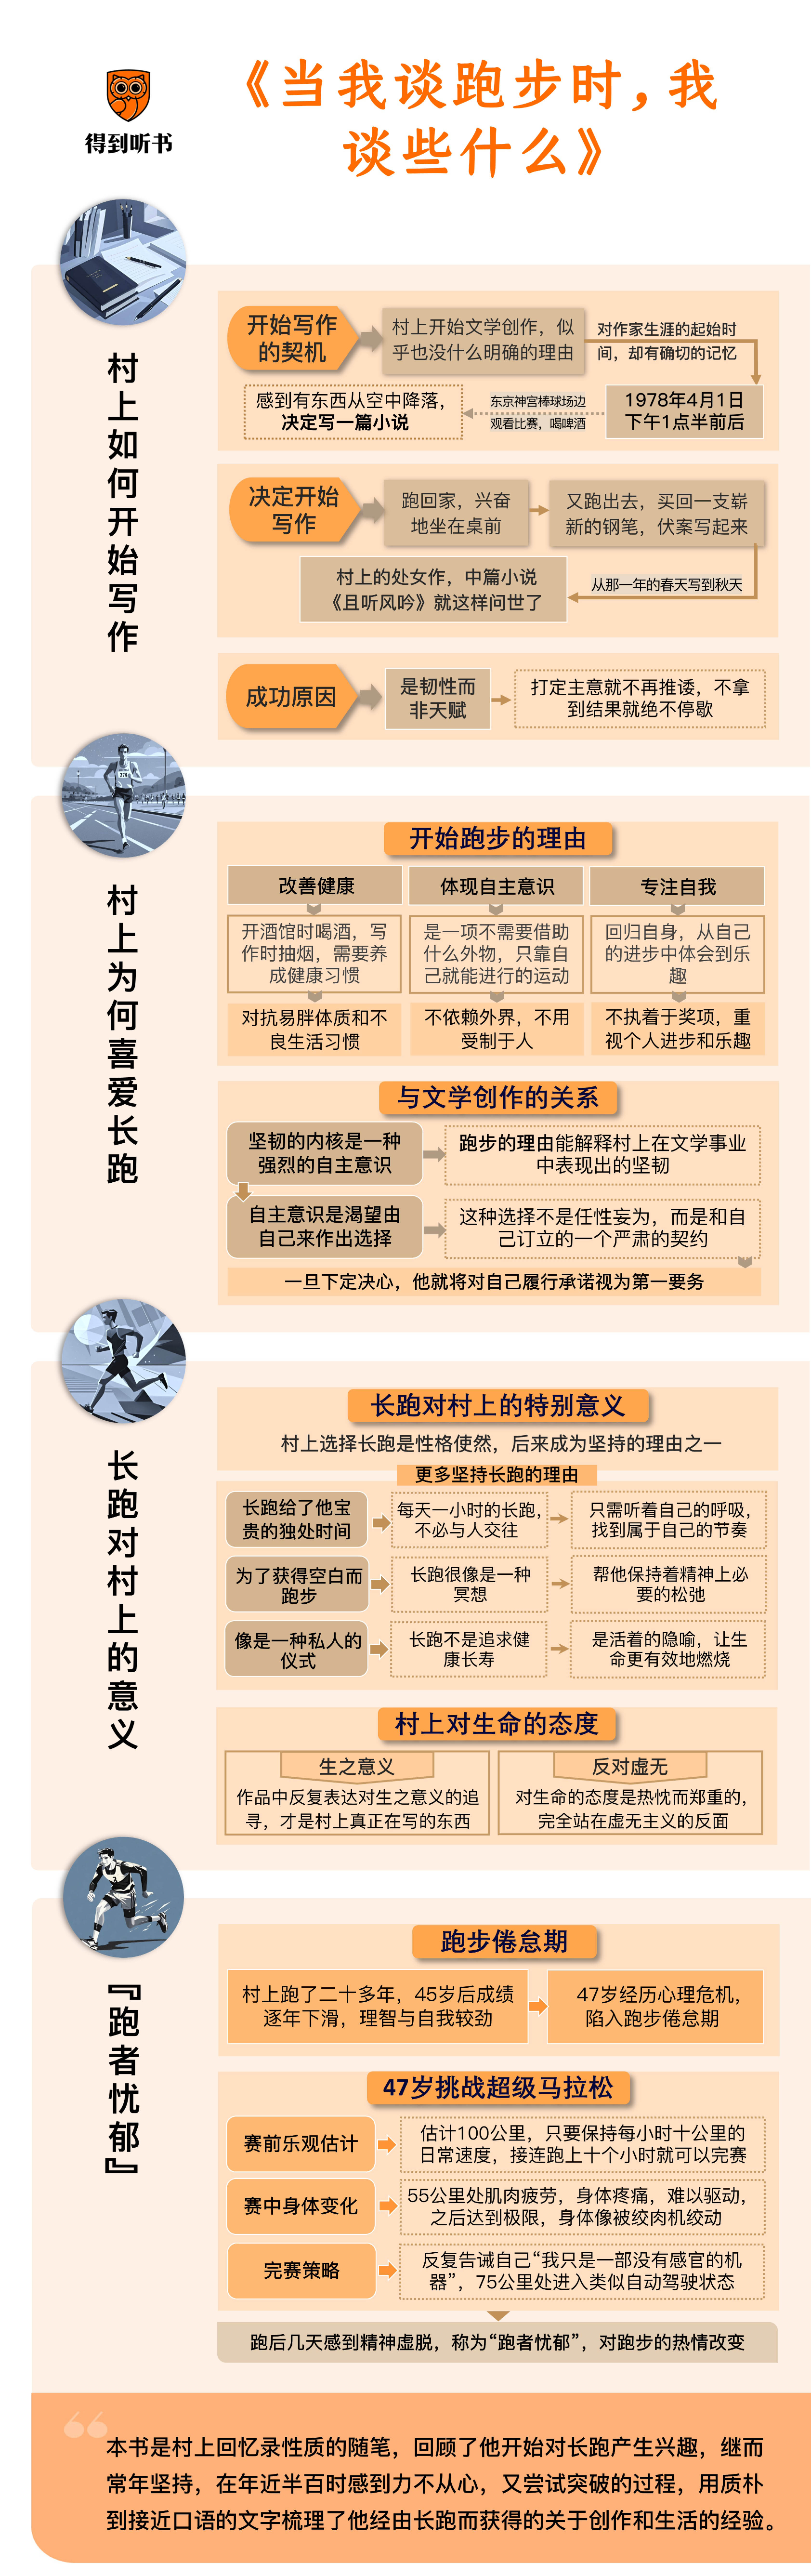 得到听书
《当我谈跑步时，我
谈些什么》
村上如何开始写作
开始写作
的契机
村上开始文学创作，似
乎也没什么明确的理由
对作家生涯的起始时
间，却有确切的记忆
1978年4月1日
下午1点半前后
东京神宫棒球场边
观看比赛，喝啤酒
感到有东西从空中降落，
决定写一篇小说
决定开始
写作
跑回家，兴奋
地坐在桌前
又跑出去，买回一支崭
新的钢笔，伏案写起来
从那一年的春天写到秋天
村上的处女作，中篇小说
《且听风吟》就这样问世了
成功原因
是韧性而
非天赋
打定主意就不再推诿，不拿
到结果就绝不停歇
村上为何喜爱长跑
开始跑步的理由
改善健康
开酒馆时喝酒，写
作时抽烟，需要养
成健康习惯
对抗易胖体质和不
良生活习惯
体现自主意识
是一项不需要借助
什么外物，只靠自
己就能进行的运动
不依赖外界，不用
受制于人
专注自我
回归自身，从自己
的进步中体会到乐
趣
不执着于奖项，重
视个人进步和乐趣
与文学创作的关系
坚韧的内核是一种
强烈的自主意识
跑步的理由能解释村上在文学事业
中表现出的坚韧
自主意识是渴望由
自己来作出选择
这种选择不是任性妄为，而是和自
己订立的一个严肃的契约
一旦下定决心，他就将对自己履行承诺视为第一要务
长跑对村上的意义
长跑对村上的特别意义
村上选择长跑是性格使然，后来成为坚持的理由之一
更多坚持长跑的理由
长跑给了他宝
贵的独处时间
每天一小时的长跑，
不必与人交往
只需听着自己的呼吸，
找到属于自己的节奏
为了获得空白而
跑步
长跑很像是一种
冥想
帮他保持着精神上必
要的松弛
像是一种私人的
仪式
长跑不是追求健
康长寿
是活着的隐喻，让生
命更有效地燃烧
村上对生命的态度
生之意义
作品中反复表达对生之意义的追
寻，才是村上真正在写的东西
反对虚无
对生命的态度是热忱而郑重的，
完全站在虚无主义的反面
『跑者忧郁』
跑步倦怠期
村上跑了二十多年，45岁后成绩
逐年下滑，理智与自我较劲
47岁经历心理危机，
陷入跑步倦怠期
47岁挑战超级马拉松
赛前乐观估计
估计100公里，只要保持每小时十公里的
日常速度，接连跑上十个小时就可以完赛
赛中身体变化
55公里处肌肉疲劳，身体疼痛，难以驱动，
之后达到极限，身体像被绞肉机绞动
完赛策略
反复告诫自己“我只是一部没有感官的机
器”，75公里处进入类似自动驾驶状态
跑后几天感到精神虚脱，称为“跑者忧郁”，对跑步的热情改变
本书是村上回忆录性质的随笔，回顾了他开始对长跑产生兴趣，继而
常年坚持，在年近半百时感到力不从心，又尝试突破的过程，用质朴
到接近口语的文字梳理了他经由长跑而获得的关于创作和生活的经验。